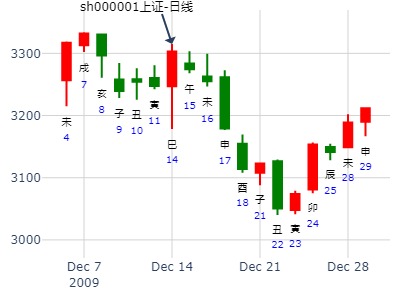 sh000001上证-日线
3300
3200
3100
3000
未
4
戌
7
亥
8
子
9
丑
10
寅
11
巳
14
午
15
未
16
申
17
酉
18
子
21
丑
22
寅
23
卯
24
辰
25
未
28
申
29
Dec 7
2009
Dec 14
Dec 21
Dec 28